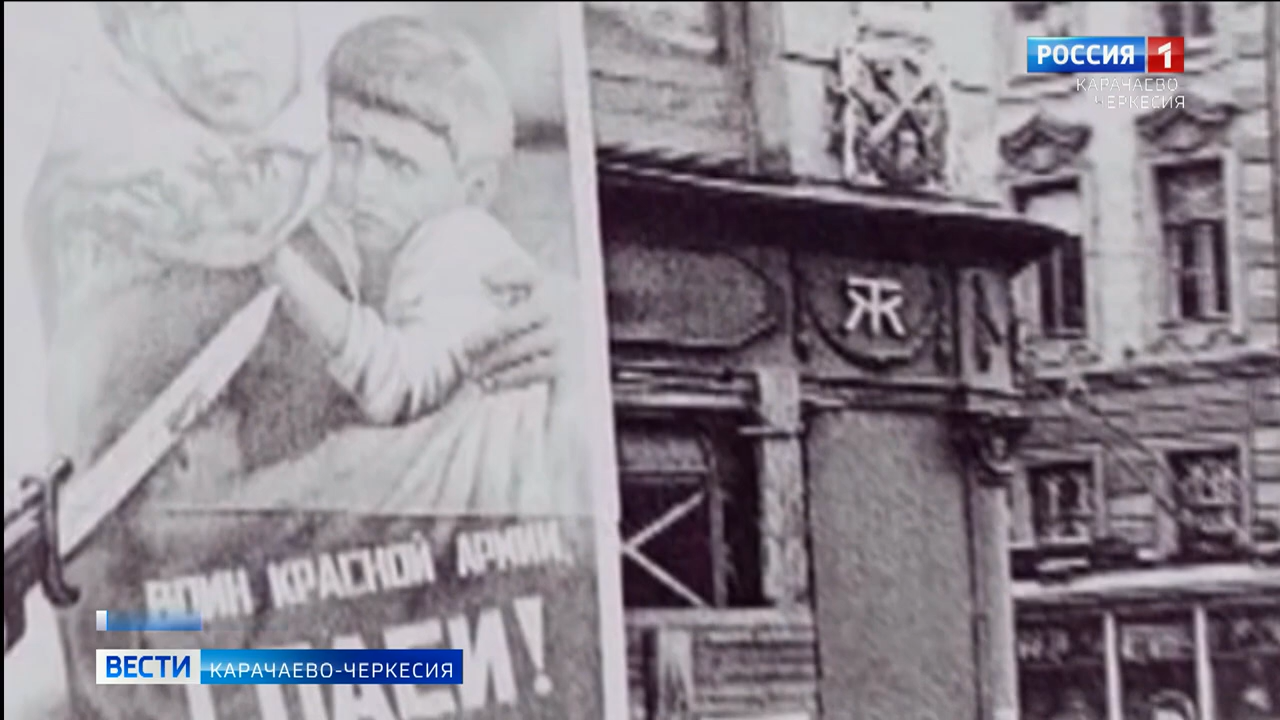 РОССИЯ 1
КАРАЧАЕВО
ЧЕРКЕСИЯ
ВОИН КРАСНОЙ АРМИИ,
ВЕСТИ КАРАЧАЕВО-ЧЕРКЕСИЯ